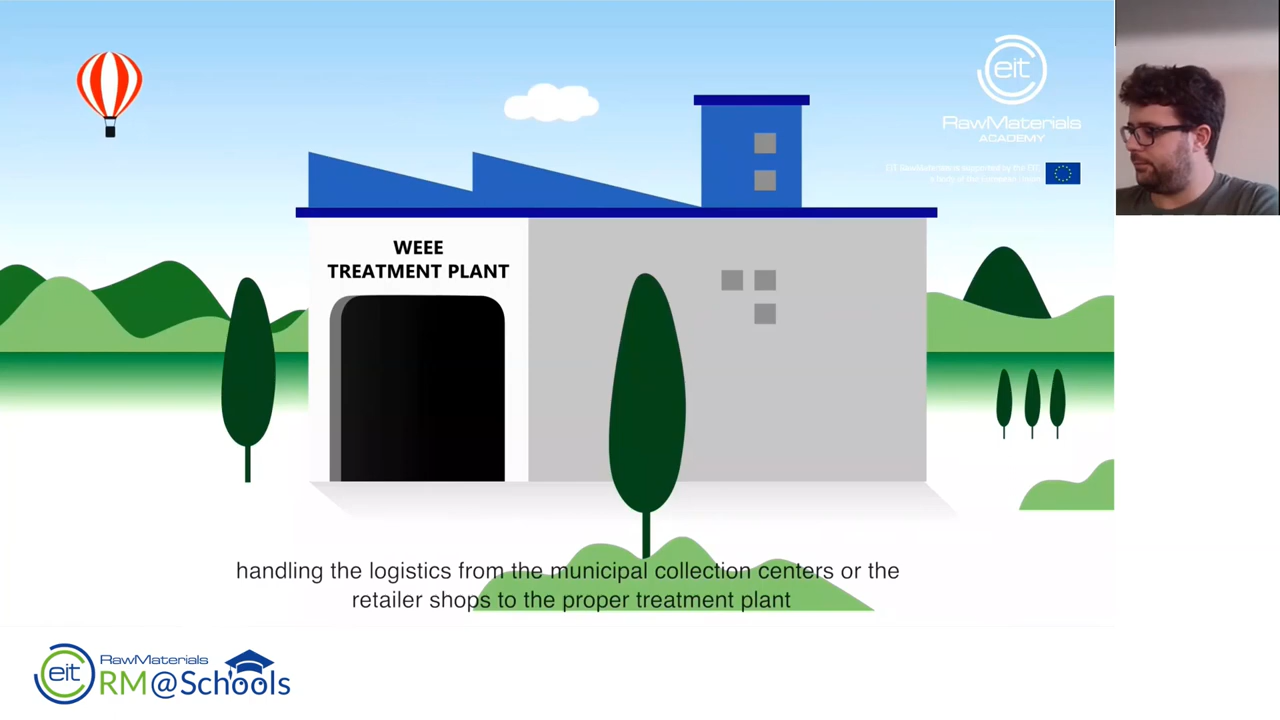 eit
RawMaterials
ACADEMY
WEEE
TREATMENT PLANT
handling the logistics from the municipal collection centers or the
retailer shops to the proper treatment plant
eit
RawMaterials
RM@Schools